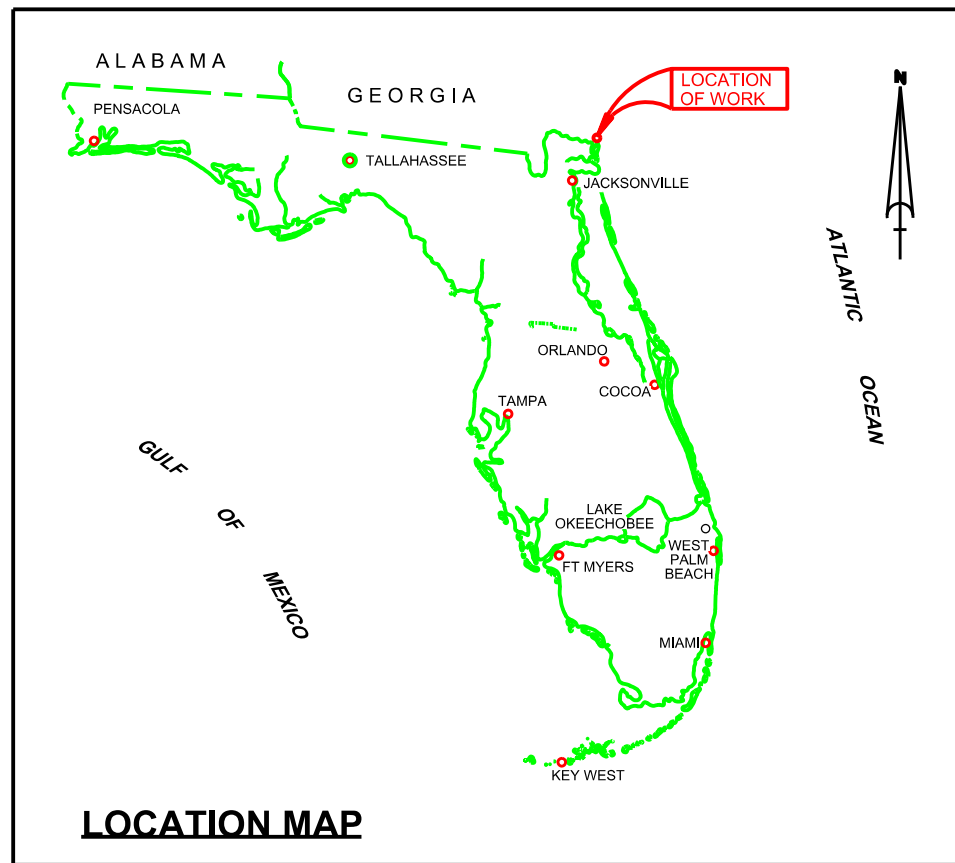 ALABAMA
GEORGIA
LOCATION
OF WORK
N
PENSACOLA
TALLAHASSEE
JACKSONVILLE
ATLANTIC
OCEAN
ORLANDO
COCOA
TAMPA
GULF
OF
MEXICO
LAKE
OKEECHOBEE
WEST
PALM
BEACH
FT MYERS
MIAMI
KEY WEST
LOCATION MAP